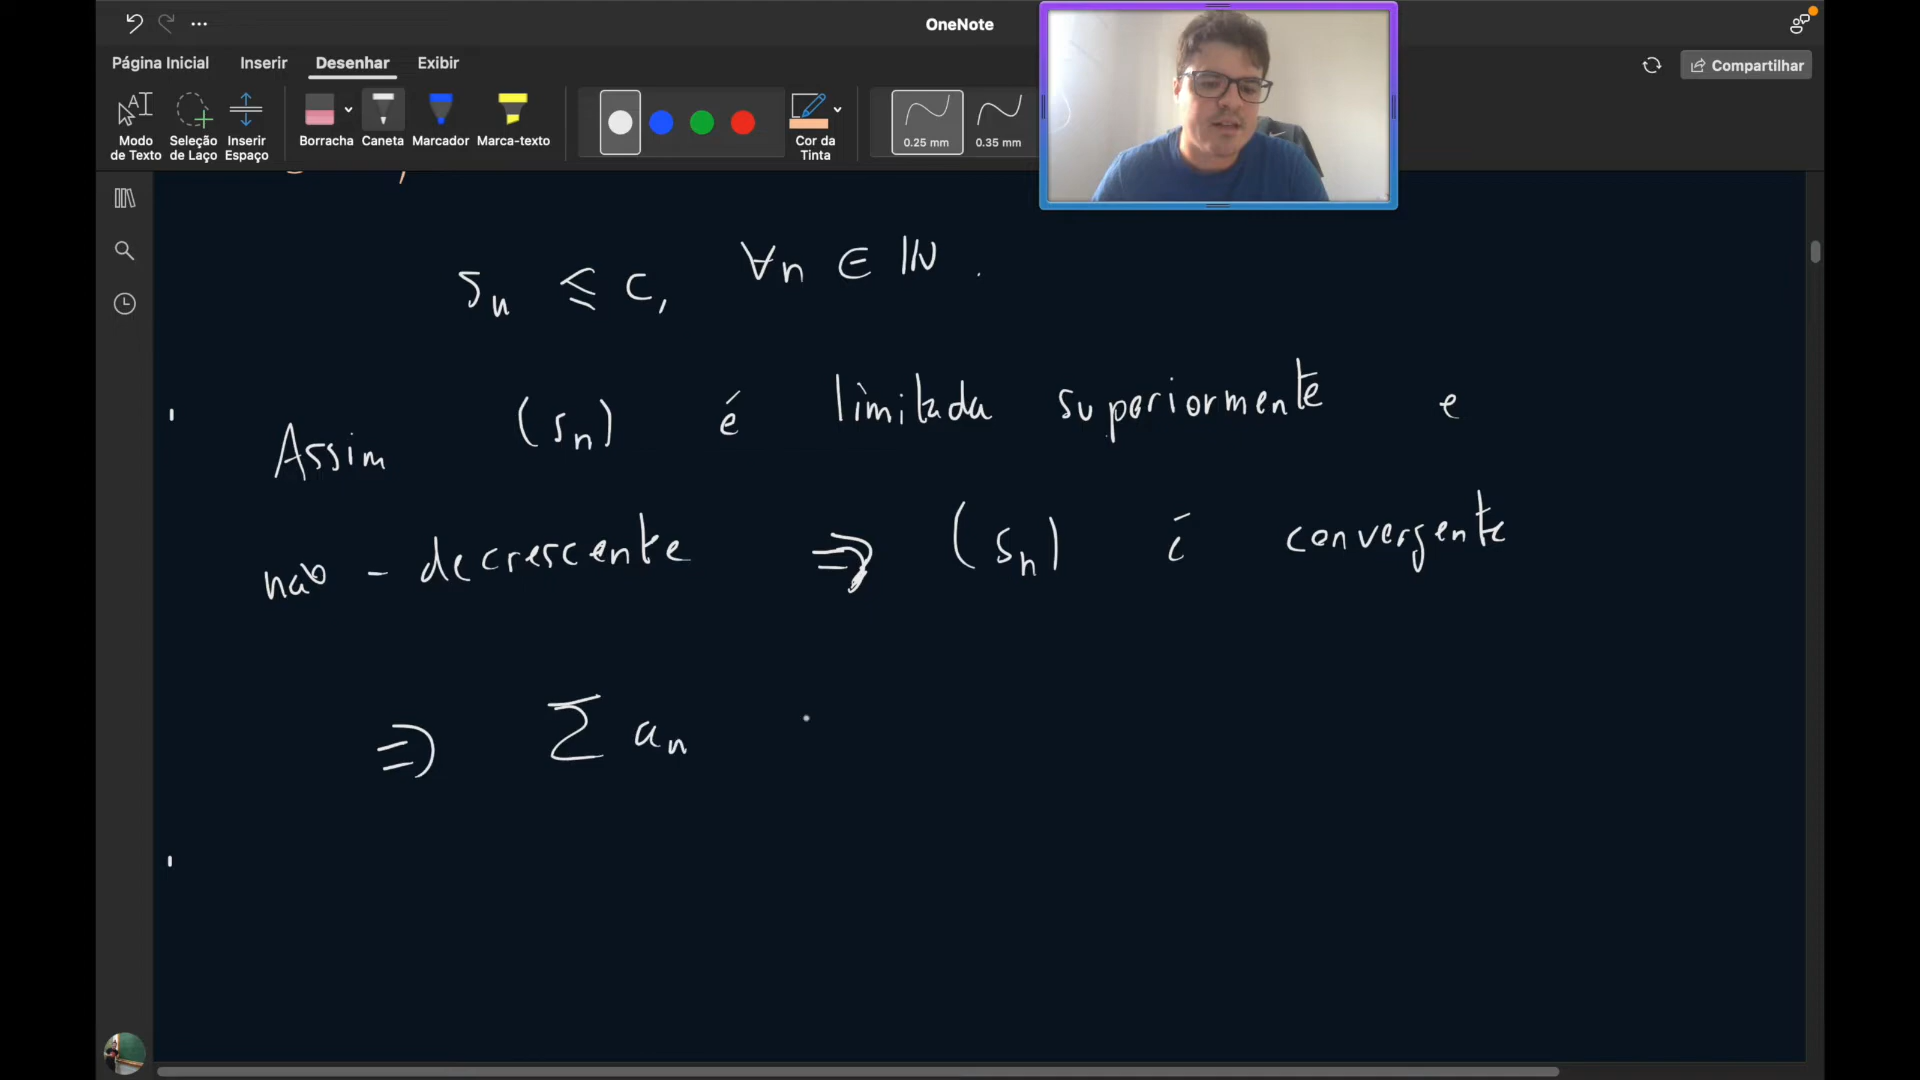 OneNote
Página Inicial Inserir Desenhar Exibir
Compartilhar
Modo de Texto
Seleção de Laço
Inserir Espaço
Borracha
Caneta
Marcador
Marca-texto
Cor da Tinta
0.25 mm
0.35 mm
sn ≤ c, ∀n ∈ ℕ.
Assim (sn) é limitada superiormente e
não - decrescente ⇒ (sn) é convergente
⇒ Σ an